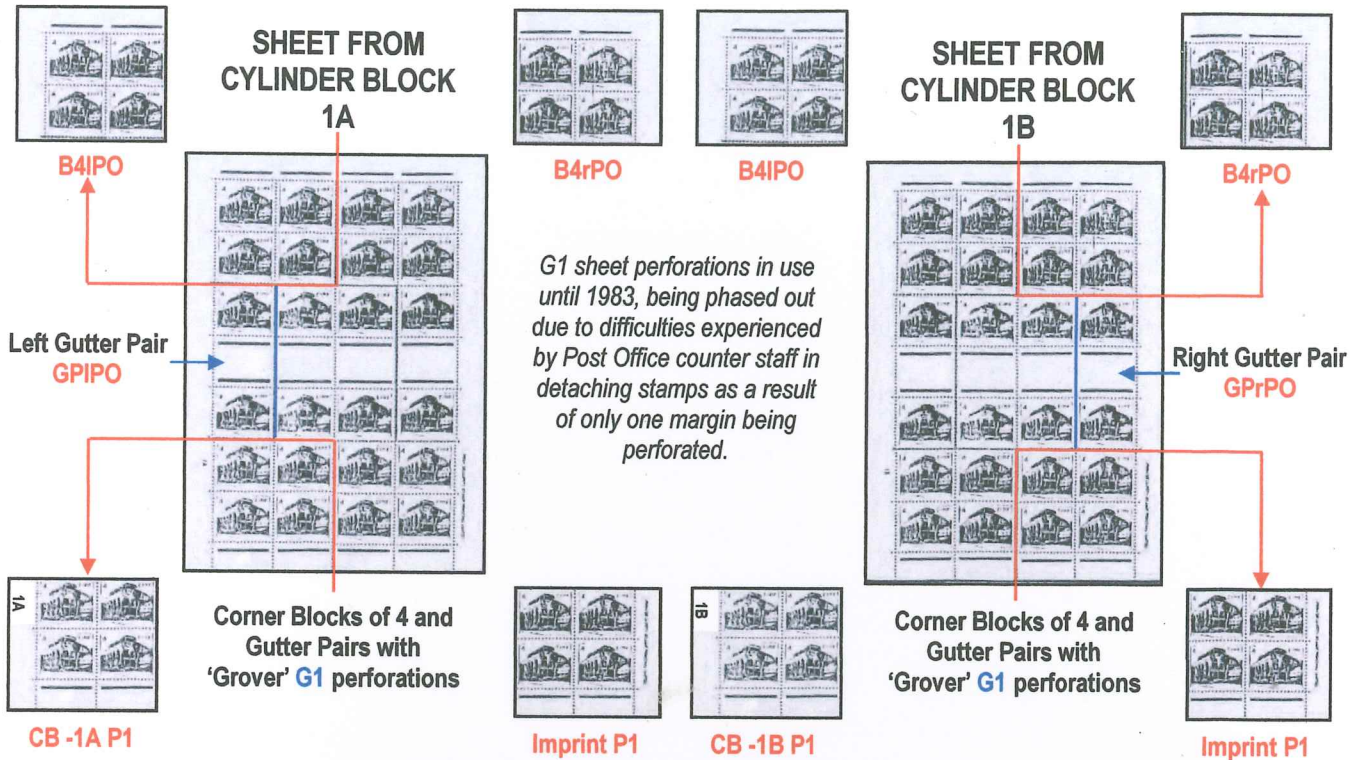 SHEET FROM
CYLINDER BLOCK
1A
SHEET FROM
CYLINDER BLOCK
1B
B4lPO
B4rPO
B4lPO
B4rPO
G1 sheet perforations in use
until 1983, being phased out
due to difficulties experienced
by Post Office counter staff in
detaching stamps as a result
of only one margin being
perforated.
Left Gutter Pair
GPlPO
Right Gutter Pair
GPrPO
1A
Corner Blocks of 4 and
Gutter Pairs with
‘Grover’ G1 perforations
1B
Corner Blocks of 4 and
Gutter Pairs with
‘Grover’ G1 perforations
CB -1A P1
Imprint P1
CB -1B P1
Imprint P1